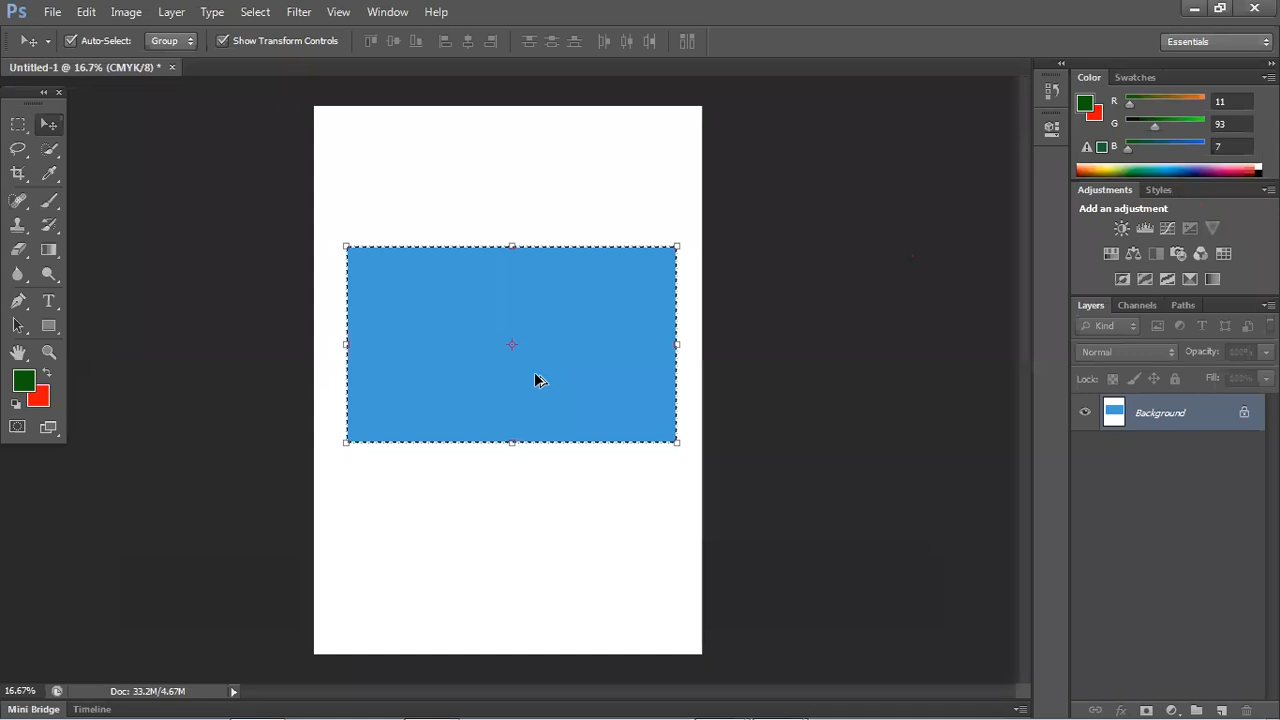 Ps File Edit Image Layer Type Select Filter View Window Help
Auto-Select: Group Show Transform Controls Essentials
Untitled-1 @ 16.7% (CMYK/8) * ×
Color Swatches
R 11
G 93
B 7
Adjustments Styles
Add an adjustment
Layers Channels Paths
Kind
Normal Opacity: 100%
Lock: Fill: 100%
Background
16.67% Doc: 33.2M/4.67M
Mini Bridge Timeline